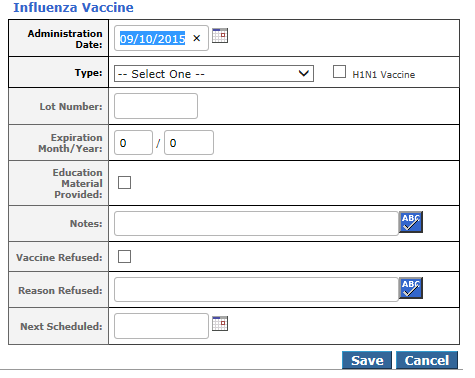 Influenza Vaccine
Administration
Date:
09/10/2015 ×
Type:
-- Select One --
H1N1 Vaccine
Lot Number:
Expiration
Month/Year:
0 / 0
Education
Material
Provided:
Notes:
ABC
Vaccine Refused:
Reason Refused:
ABC
Next Scheduled:
Save Cancel